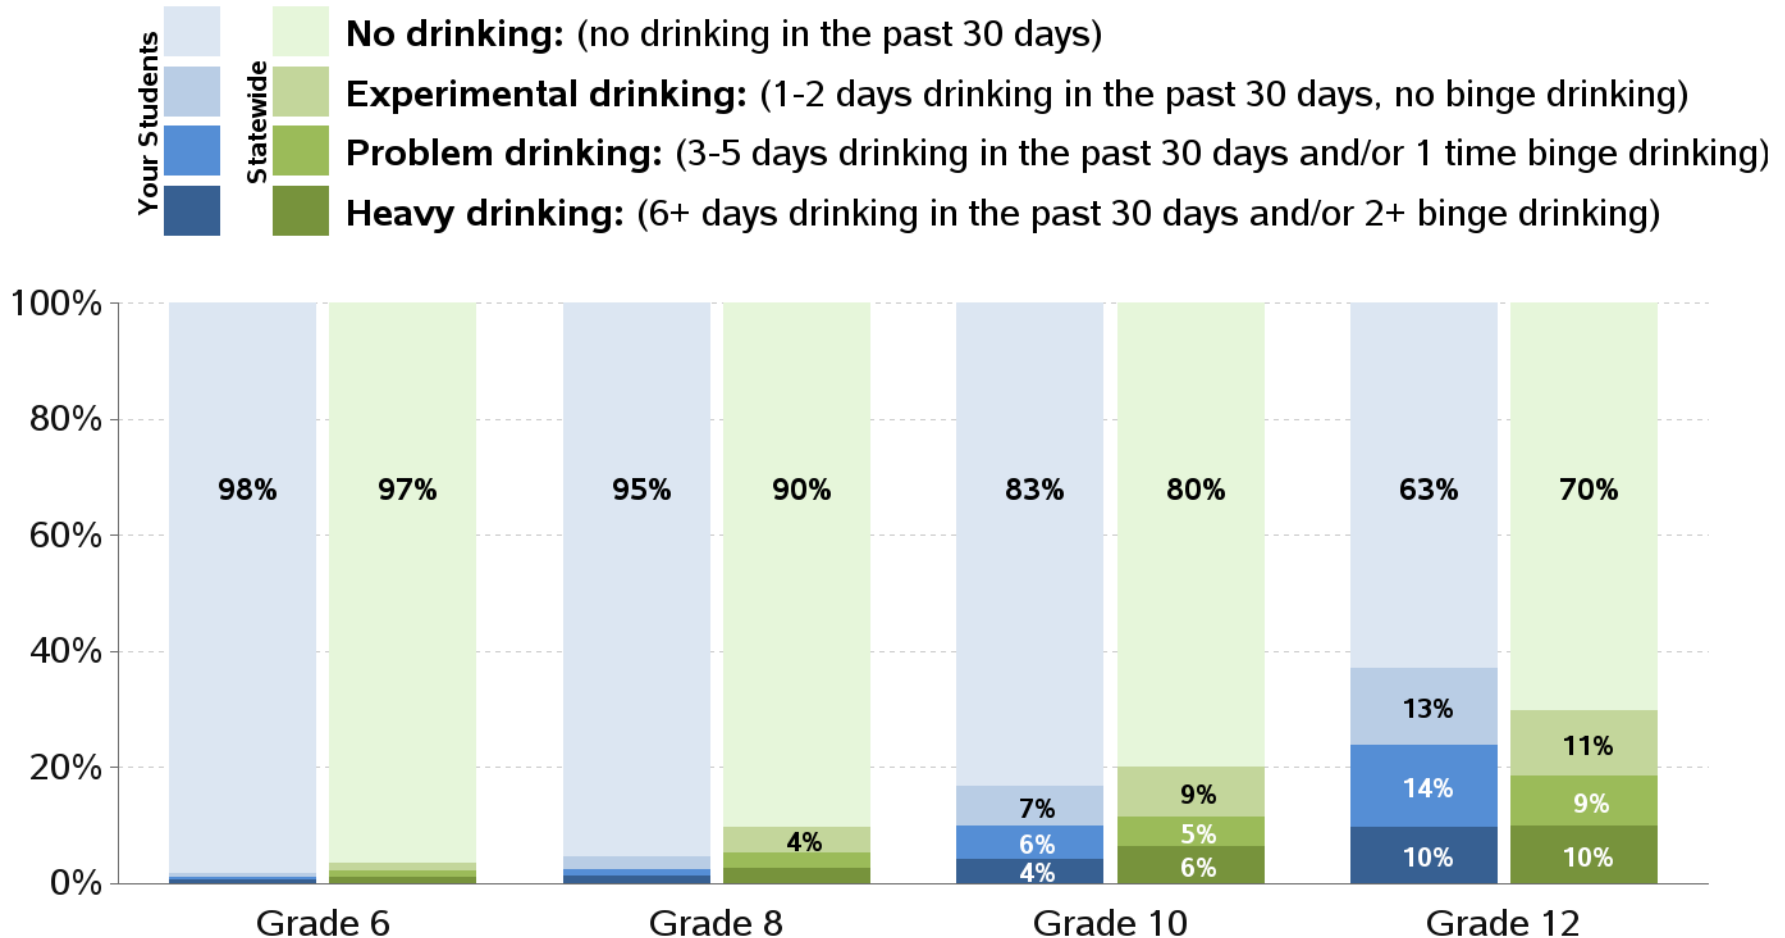 Your Students
Statewide
No drinking: (no drinking in the past 30 days)
Experimental drinking: (1-2 days drinking in the past 30 days, no binge drinking)
Problem drinking: (3-5 days drinking in the past 30 days and/or 1 time binge drinking)
Heavy drinking: (6+ days drinking in the past 30 days and/or 2+ binge drinking)
100%
80%
60%
40%
20%
0%
98%
97%
95%
90%
4%
83%
7%
6%
4%
80%
9%
5%
6%
63%
13%
14%
10%
70%
11%
9%
10%
Grade 6
Grade 8
Grade 10
Grade 12